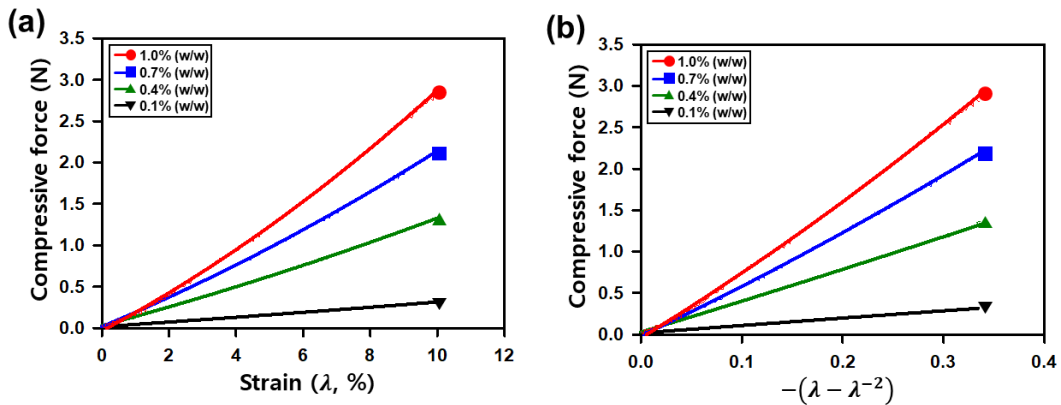 (a)
Compressive force (N)
3.5
3.0
2.5
2.0
1.5
1.0
0.5
0.0
1.0% (w/w)
0.7% (w/w)
0.4% (w/w)
0.1% (w/w)
0 2 4 6 8 10 12
Strain (λ, %)
(b)
Compressive force (N)
3.5
3.0
2.5
2.0
1.5
1.0
0.5
0.0
1.0% (w/w)
0.7% (w/w)
0.4% (w/w)
0.1% (w/w)
0.0 0.1 0.2 0.3 0.4
−(λ − λ⁻²)